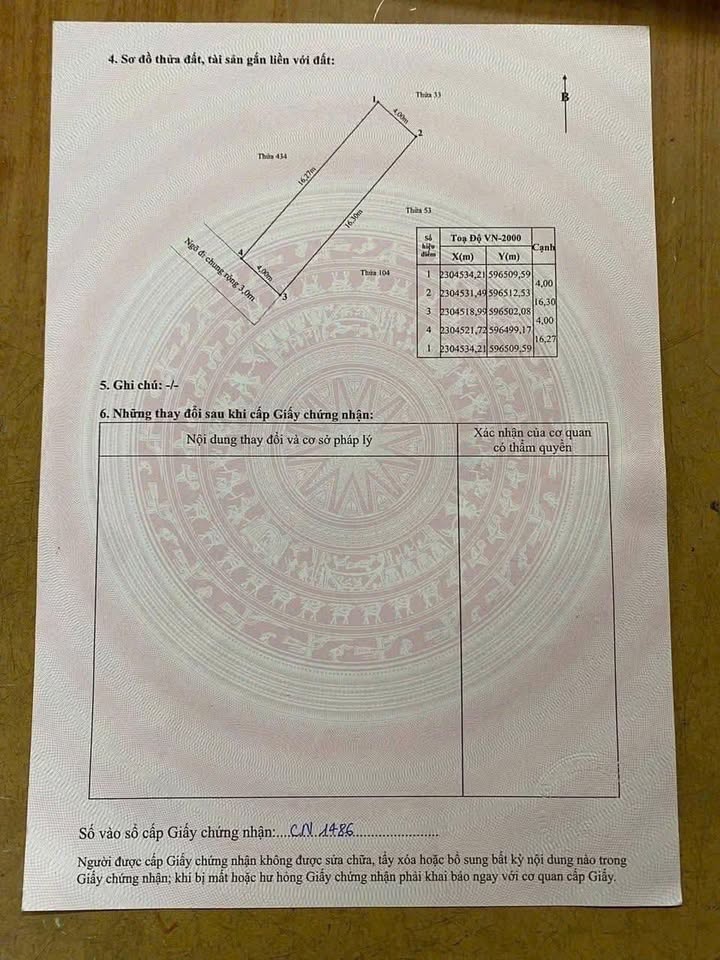 4. Sơ đồ thửa đất, tài sản gắn liền với đất:
B
Thửa 33
1
4,00m
2
Thửa 434
16,27m
16,30m
Thửa 53
4
4,00m
3
Thửa 104
Ngõ đi chung rộng 3,0m
Số hiệu điểm Toạ Độ VN-2000 Cạnh
X(m) Y(m)
1 2304534,21 596509,59
4,00
2 2304531,49 596512,53
16,30
3 2304518,99 596502,08
4,00
4 2304521,72 596499,17
16,27
1 2304534,21 596509,59
5. Ghi chú: -/-
6. Những thay đổi sau khi cấp Giấy chứng nhận:
Nội dung thay đổi và cơ sở pháp lý
Xác nhận của cơ quan
có thẩm quyền
Số vào sổ cấp Giấy chứng nhận:....CN 1486......................
Người được cấp Giấy chứng nhận không được sửa chữa, tẩy xóa hoặc bổ sung bất kỳ nội dung nào trong
Giấy chứng nhận; khi bị mất hoặc hư hỏng Giấy chứng nhận phải khai báo ngay với cơ quan cấp Giấy.